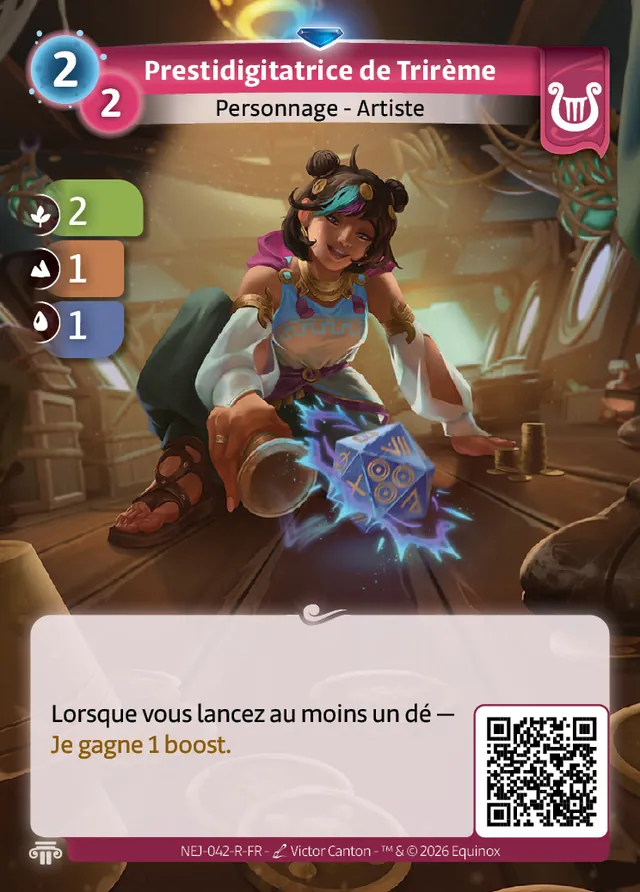 2
Prestidigitatrice de Trirème
2
Personnage - Artiste
2
1
1
Lorsque vous lancez au moins un dé —
Je gagne 1 boost.
NEJ-042-R-FR - Victor Canton - ™ & © 2026 Equinox